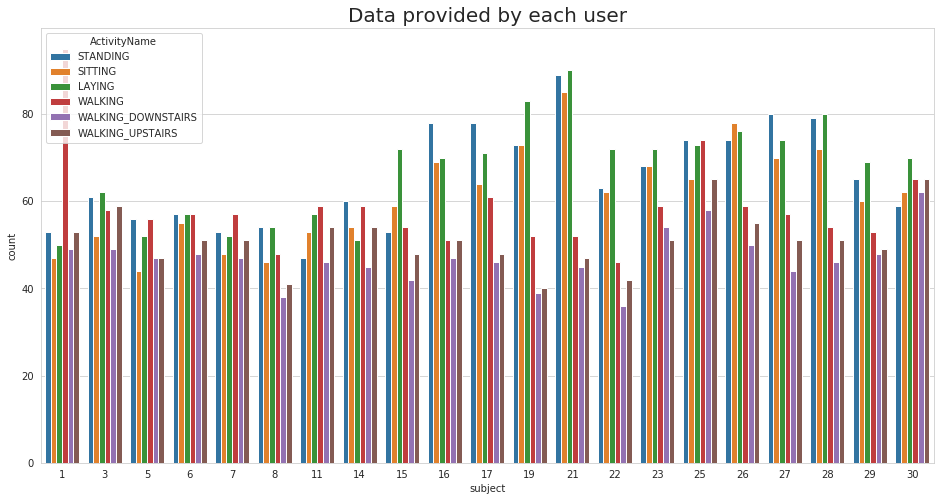 Data provided by each user
ActivityName
STANDING
SITTING
LAYING
WALKING
WALKING_DOWNSTAIRS
WALKING_UPSTAIRS
80
60
40
20
0
count
1 3 5 6 7 8 11 14 15 16 17 19 21 22 23 25 26 27 28 29 30
subject